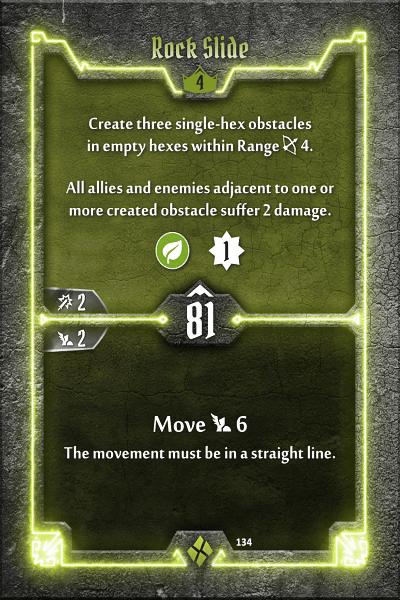 Rock Slide
4
Create three single-hex obstacles
in empty hexes within Range 4.
All allies and enemies adjacent to one or
more created obstacle suffer 2 damage.
1
2
81
2
Move 6
The movement must be in a straight line.
134